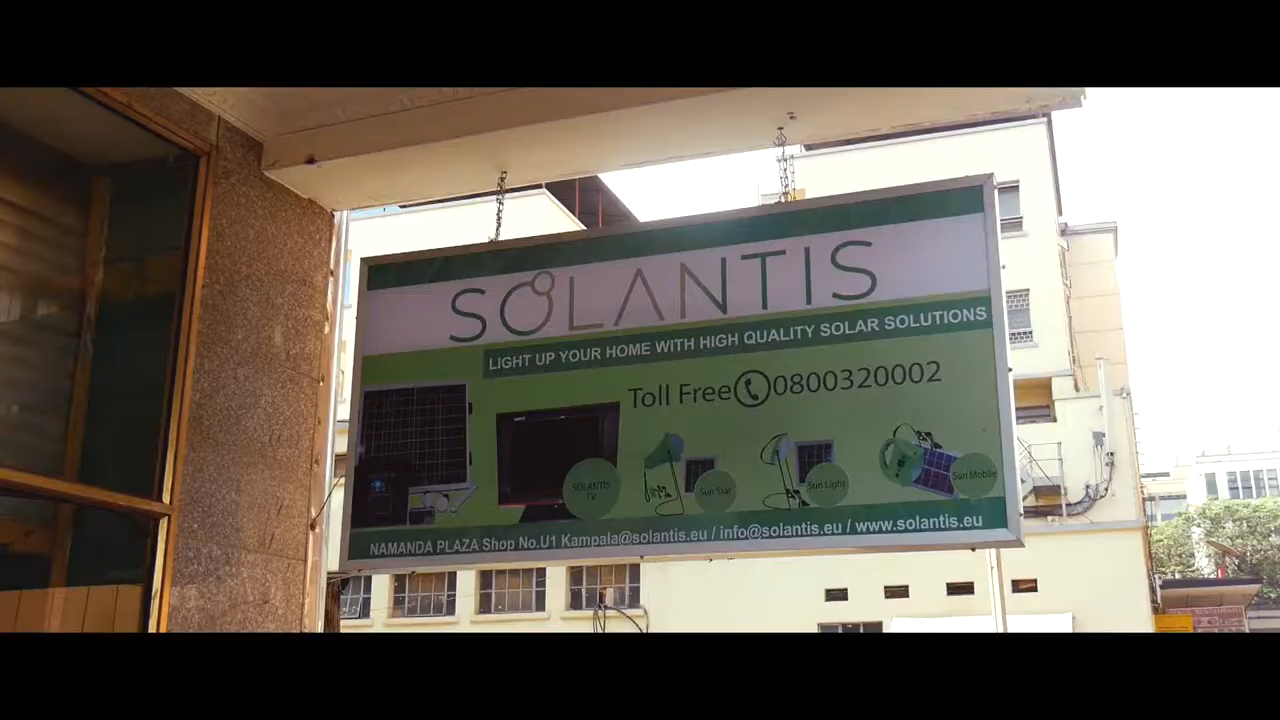 SOLANTIS
LIGHT UP YOUR HOME WITH HIGH QUALITY SOLAR SOLUTIONS
Toll Free 0800320002
SOLANTIS
TV
Sun Star
Sun Light
Sun Mobile
NAMANDA PLAZA Shop No.U1 Kampala@solantis.eu / info@solantis.eu / www.solantis.eu
RESTAURANT